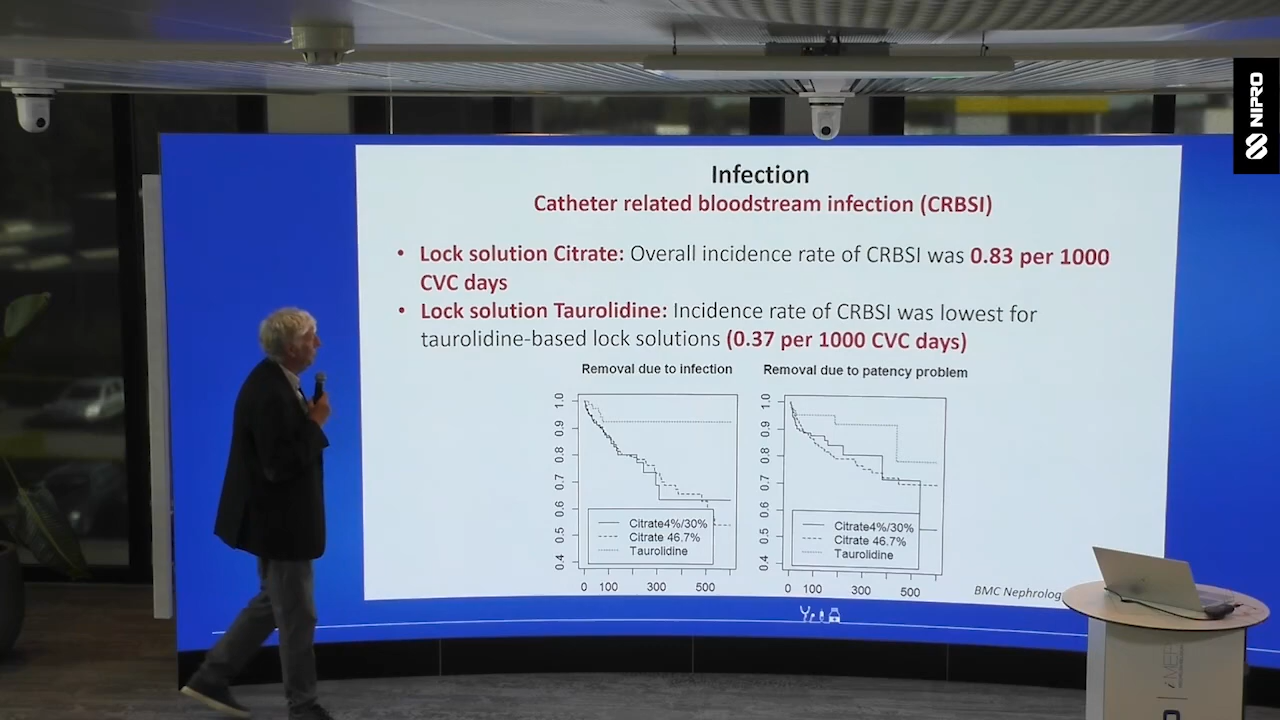 NIPRO
Infection
Catheter related bloodstream infection (CRBSI)
• Lock solution Citrate: Overall incidence rate of CRBSI was 0.83 per 1000
CVC days
• Lock solution Taurolidine: Incidence rate of CRBSI was lowest for
taurolidine-based lock solutions (0.37 per 1000 CVC days)
Removal due to infection
1.0
0.9
0.8
0.7
0.6
0.5
0.4
Citrate4%/30%
Citrate 46.7%
Taurolidine
0 100 300 500
Removal due to patency problem
1.0
0.9
0.8
0.7
0.6
0.5
0.4
Citrate4%/30%
Citrate 46.7%
Taurolidine
0 100 300 500
BMC Nephrolog